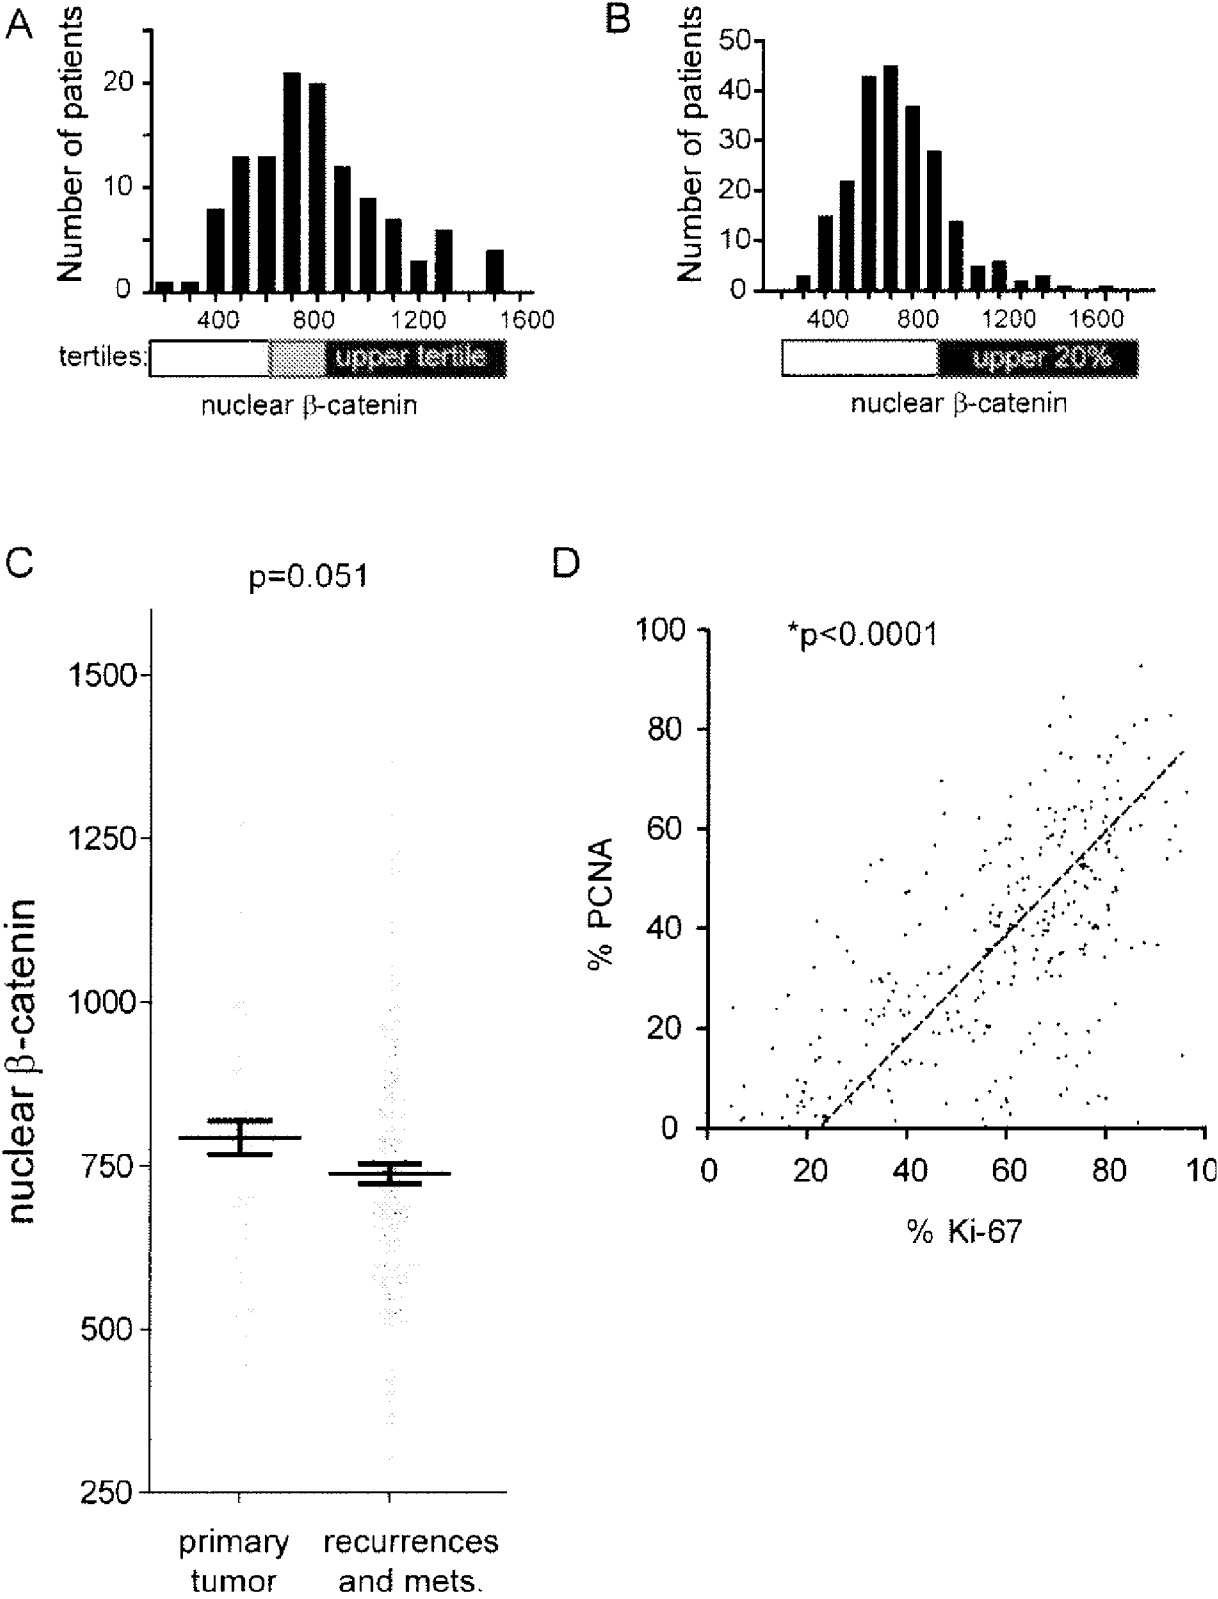 A
Number of patients
20
10
0
400 800 1200 1600
tertiles: upper tertile
nuclear β-catenin
B
Number of patients
50
40
30
20
10
0
400 800 1200 1600
upper 20%
nuclear β-catenin
C
p=0.051
nuclear β-catenin
1500
1250
1000
750
500
250
primary
tumor
recurrences
and mets.
D
*p<0.0001
% PCNA
100
80
60
40
20
0
0 20 40 60 80 10
% Ki-67